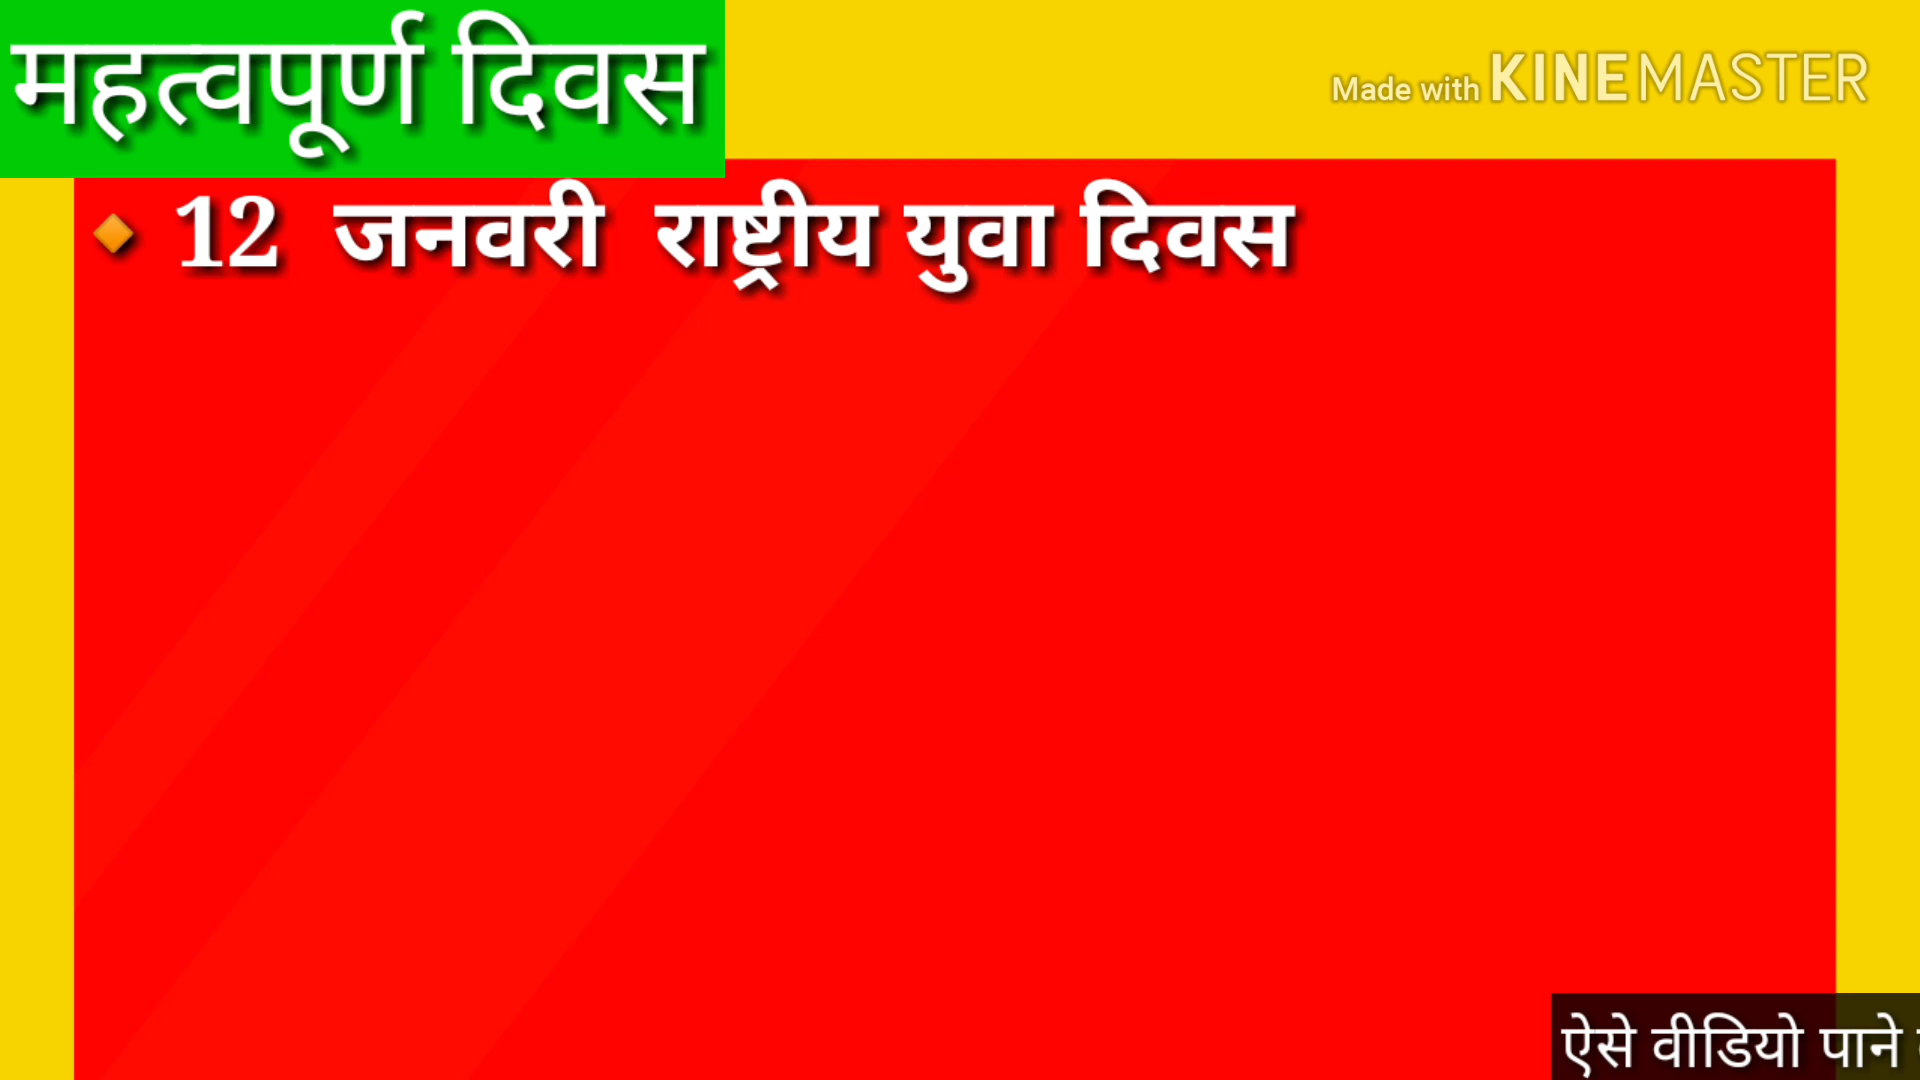 महत्वपूर्ण दिवस
Made with KINEMASTER
🔸 12 जनवरी राष्ट्रीय युवा दिवस
ऐसे वीडियो पाने